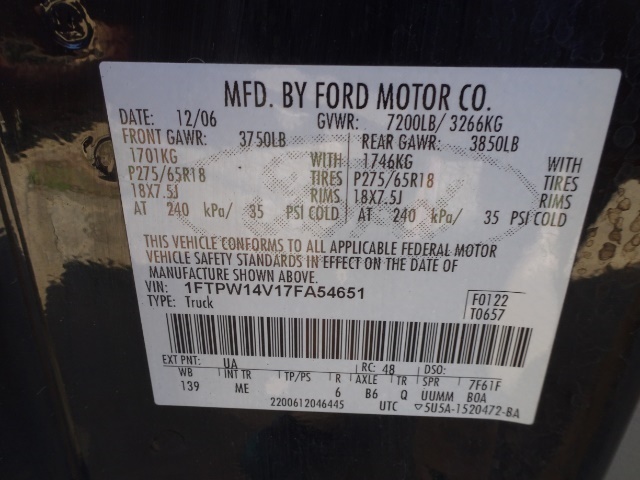 MFD. BY FORD MOTOR CO.
DATE: 12/06 GVWR: 7200LB/ 3266KG
FRONT GAWR: 3750LB REAR GAWR: 3850LB
1701KG WITH 1746KG WITH
P275/65R18 TIRES P275/65R18 TIRES
18X7.5J RIMS 18X7.5J RIMS
AT 240 kPa/ 35 PSI COLD AT 240 kPa/ 35 PSI COLD
THIS VEHICLE CONFORMS TO ALL APPLICABLE FEDERAL MOTOR
VEHICLE SAFETY STANDARDS IN EFFECT ON THE DATE OF
MANUFACTURE SHOWN ABOVE.
VIN: 1FTPW14V17FA54651 F0122
TYPE: Truck T0657
EXT PNT: UA RC: 48 DSO:
WB INT TR TP/PS R AXLE TR SPR 7F61F
139 ME 6 B6 Q UUMM BOA
2200612046445 UTC ▽5U5A-1520472-BA